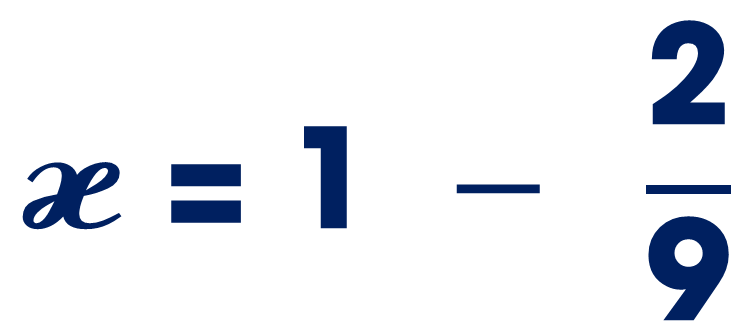 æ = 1 − 2/9